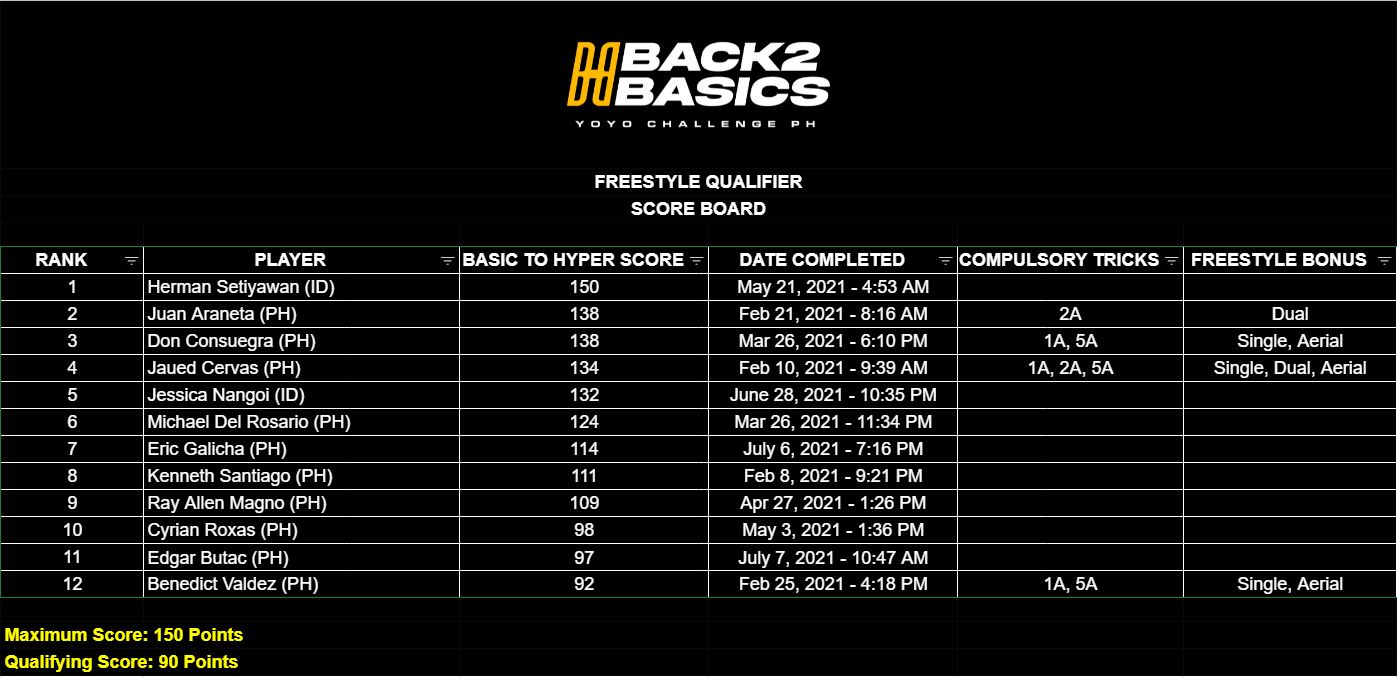 BACK2
BASICS
YOYO CHALLENGE PH
FREESTYLE QUALIFIER
SCORE BOARD
RANK PLAYER BASIC TO HYPER SCORE DATE COMPLETED COMPULSORY TRICKS FREESTYLE BONUS
1 Herman Setiyawan (ID) 150 May 21, 2021 - 4:53 AM
2 Juan Araneta (PH) 138 Feb 21, 2021 - 8:16 AM 2A Dual
3 Don Consuegra (PH) 138 Mar 26, 2021 - 6:10 PM 1A, 5A Single, Aerial
4 Jaued Cervas (PH) 134 Feb 10, 2021 - 9:39 AM 1A, 2A, 5A Single, Dual, Aerial
5 Jessica Nangoi (ID) 132 June 28, 2021 - 10:35 PM
6 Michael Del Rosario (PH) 124 Mar 26, 2021 - 11:34 PM
7 Eric Galicha (PH) 114 July 6, 2021 - 7:16 PM
8 Kenneth Santiago (PH) 111 Feb 8, 2021 - 9:21 PM
9 Ray Allen Magno (PH) 109 Apr 27, 2021 - 1:26 PM
10 Cyrian Roxas (PH) 98 May 3, 2021 - 1:36 PM
11 Edgar Butac (PH) 97 July 7, 2021 - 10:47 AM
12 Benedict Valdez (PH) 92 Feb 25, 2021 - 4:18 PM 1A, 5A Single, Aerial
Maximum Score: 150 Points
Qualifying Score: 90 Points